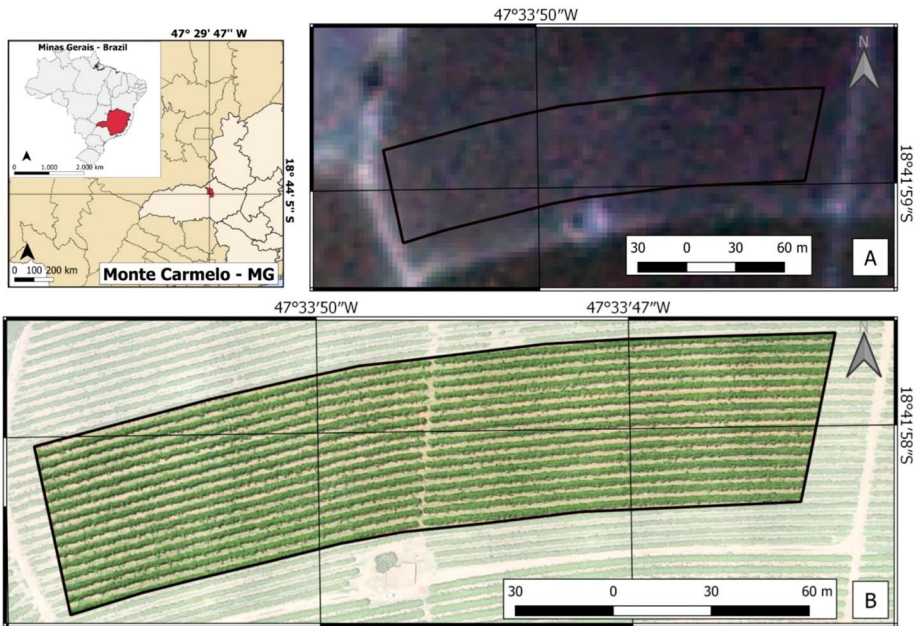 47° 29' 47'' W
Minas Gerais - Brazil
0 1.000 2.000 km
18° 44' 5'' S
0 100 200 km
Monte Carmelo - MG
47°33'50''W
N
18°41'59''S
30 0 30 60 m
A
47°33'50''W
47°33'47''W
N
18°41'58''S
30 0 30 60 m
B